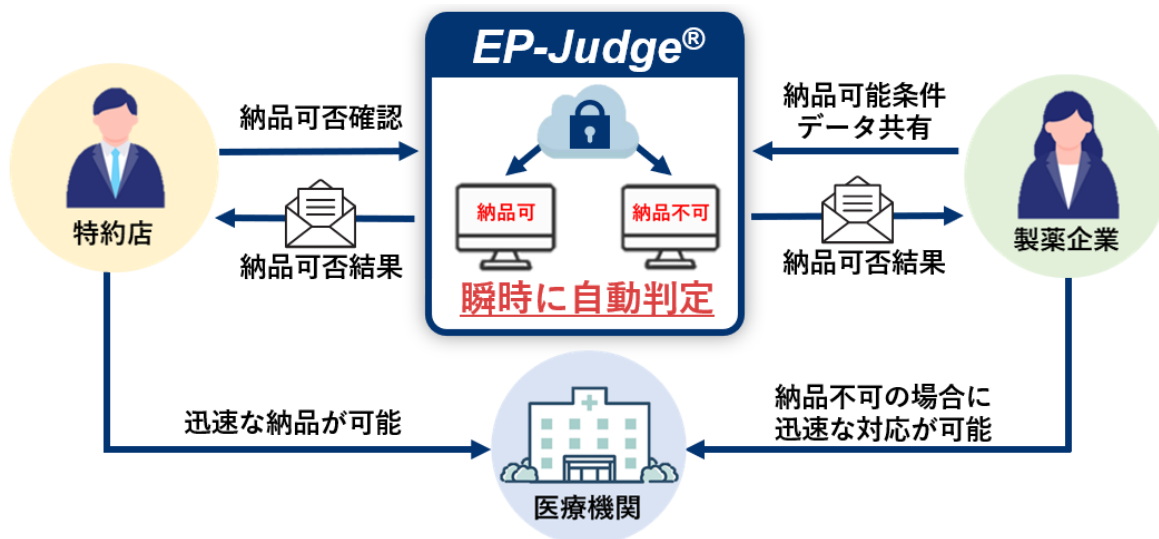 EP-Judge®
納品可否確認
納品可能条件
データ共有
納品可
納品不可
特約店
納品可否結果
瞬時に自動判定
納品可否結果
製薬企業
迅速な納品が可能
納品不可の場合に
迅速な対応が可能
医療機関